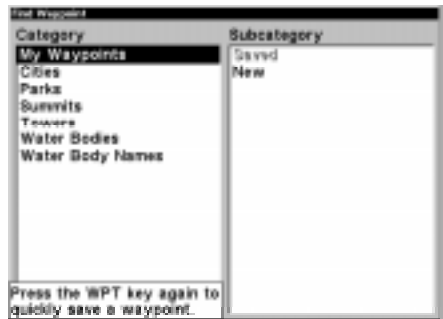 Find Waypoint
Category
My Waypoints
Cities
Parks
Summits
Towers
Water Bodies
Water Body Names
Subcategory
Saved
New
Press the WPT key again to
quickly save a waypoint.